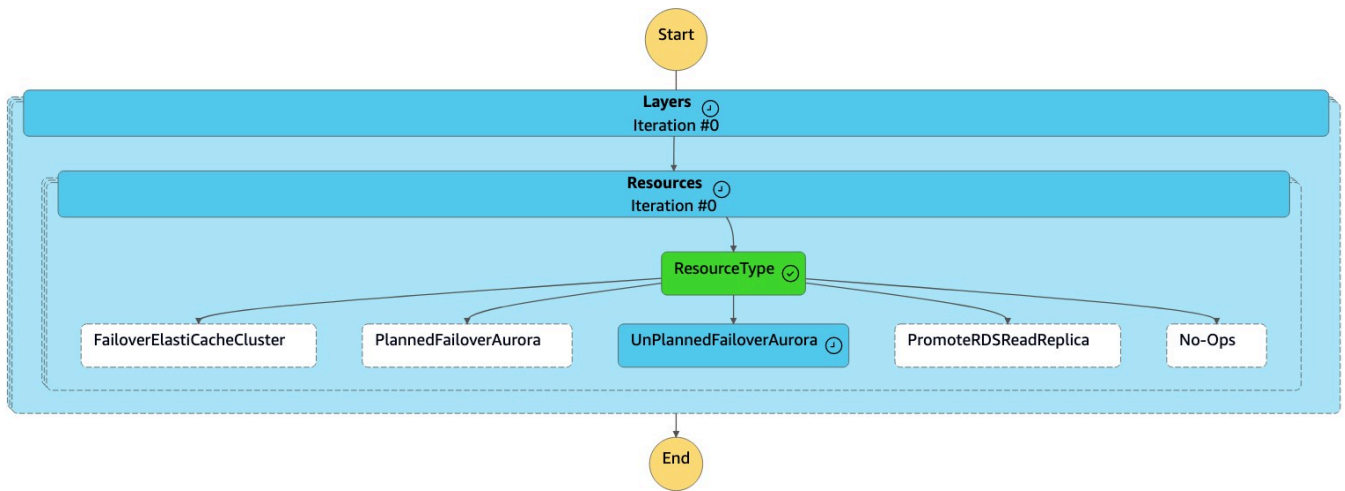 Start
Layers
Iteration #0
Resources
Iteration #0
ResourceType
FailoverElastiCacheCluster
PlannedFailoverAurora
UnPlannedFailoverAurora
PromoteRDSReadReplica
No-Ops
End